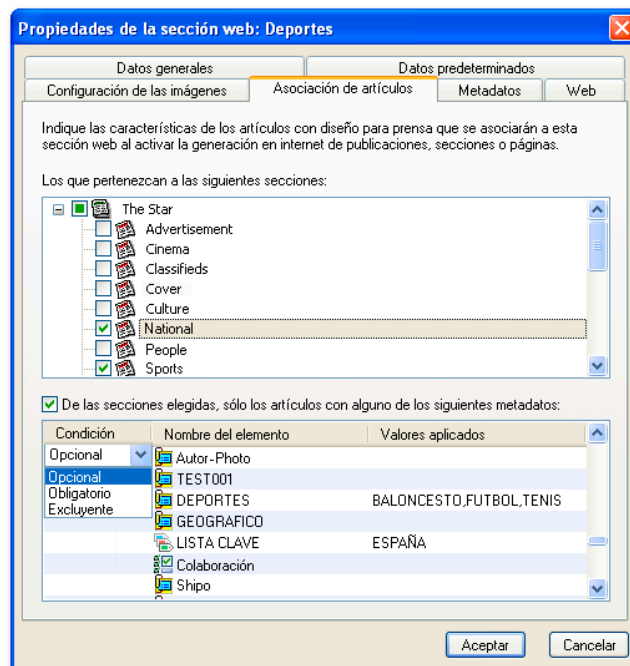 Propiedades de la sección web: Deportes
Datos generales
Datos predeterminados
Configuración de las imágenes
Asociación de artículos
Metadatos
Web
Indique las características de los artículos con diseño para prensa que se asociarán a esta
sección web al activar la generación en internet de publicaciones, secciones o páginas.
Los que pertenezcan a las siguientes secciones:
The Star
Advertisement
Cinema
Classifieds
Cover
Culture
National
People
Sports
De las secciones elegidas, sólo los artículos con alguno de los siguientes metadatos:
Condición Nombre del elemento Valores aplicados
Opcional Autor-Photo
Opcional TEST001
Obligatorio DEPORTES BALONCESTO,FUTBOL,TENIS
Excluyente GEOGRAFICO
LISTA CLAVE ESPAÑA
Colaboración
Shipo
Aceptar Cancelar